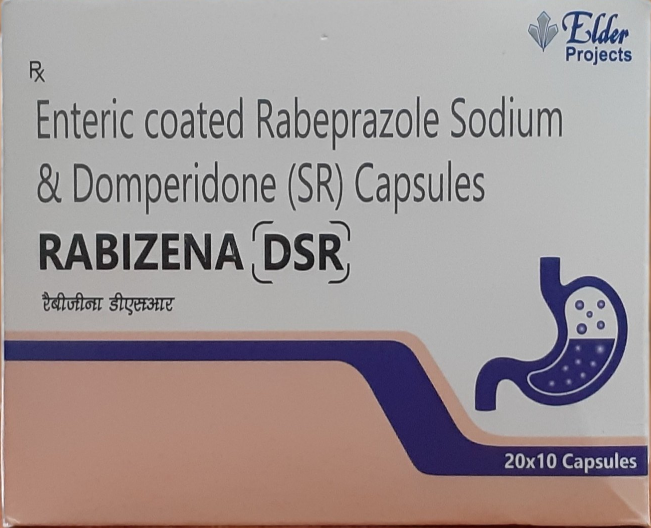 Elder
Projects
Rx
Enteric coated Rabeprazole Sodium
& Domperidone (SR) Capsules
RABIZENA DSR
रैबीजीना डीएसआर
20x10 Capsules